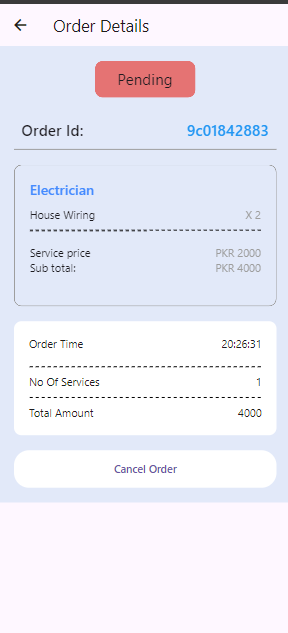 Order Details
Pending
Order Id: 9c01842883
Electrician
House Wiring X 2
Service price PKR 2000
Sub total: PKR 4000
Order Time 20:26:31
No Of Services 1
Total Amount 4000
Cancel Order